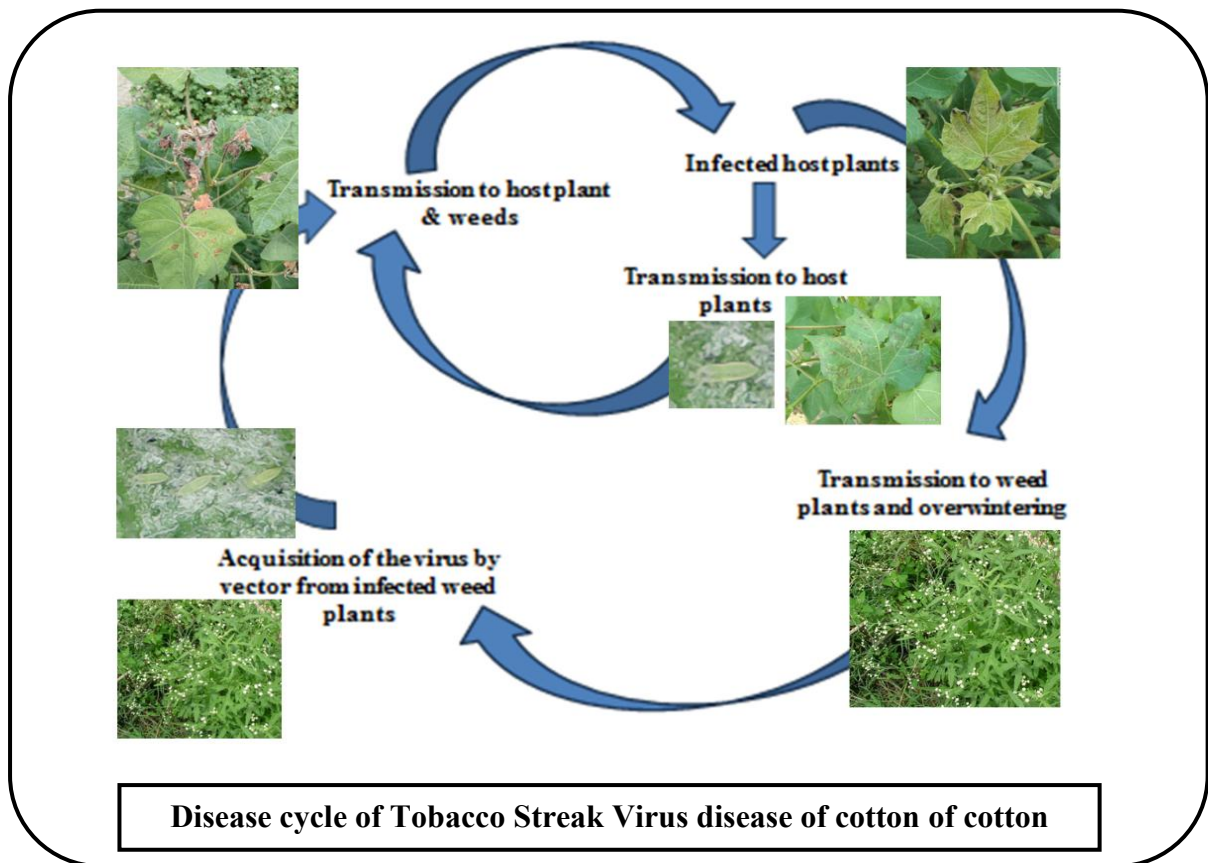 Transmission to host plant
& weeds
Infected host plants
Transmission to host
plants
Transmission to weed
plants and overwintering
Acquisition of the virus by
vector from infected weed
plants
Disease cycle of Tobacco Streak Virus disease of cotton of cotton